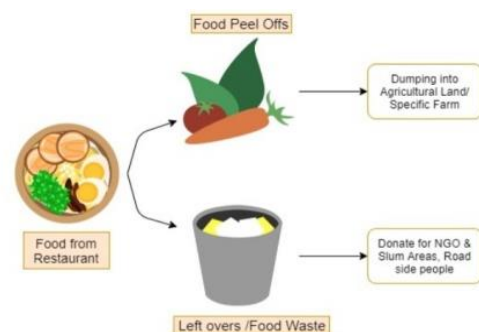 Food Peel Offs
Dumping into
Agricultural Land/
Specific Farm
Food from
Restaurant
Donate for NGO &
Slum Areas, Road
side people
Left overs /Food Waste